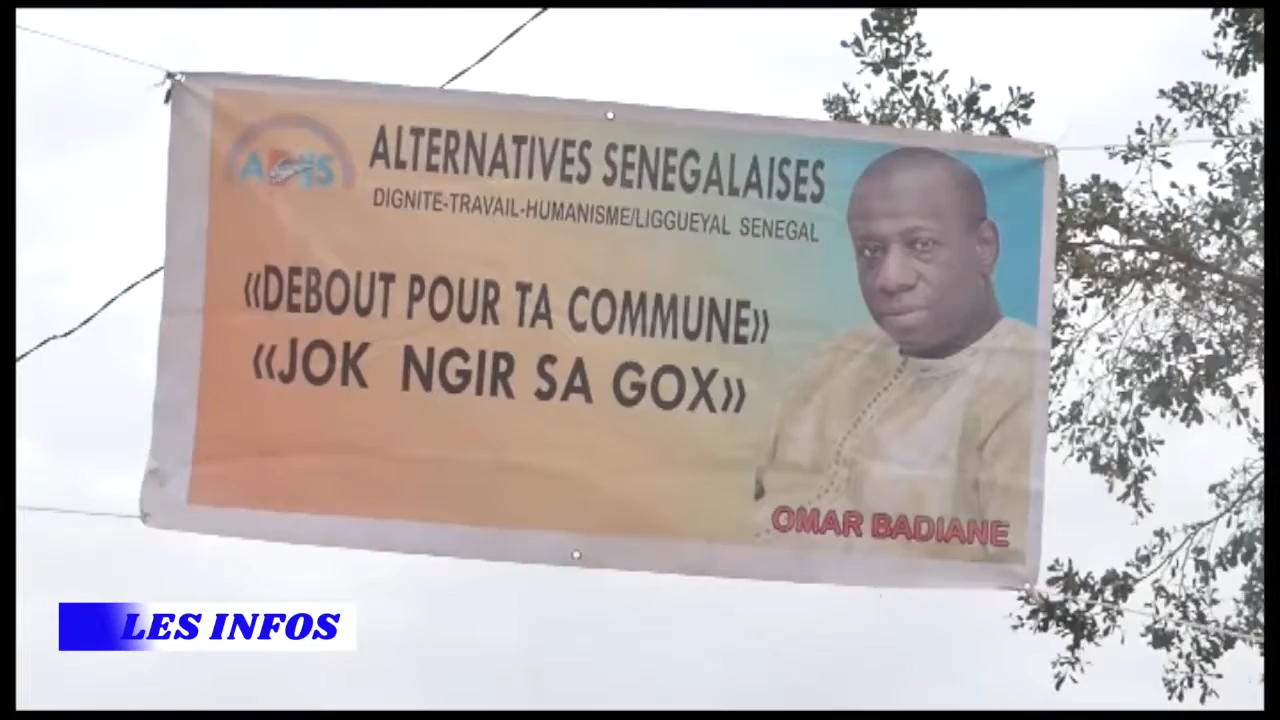 ALTERNATIVES SENEGALAISES
DIGNITE-TRAVAIL-HUMANISME/LIGGUEYAL SENEGAL
«DEBOUT POUR TA COMMUNE»
«JOK NGIR SA GOX»
OMAR BADIANE
LES INFOS